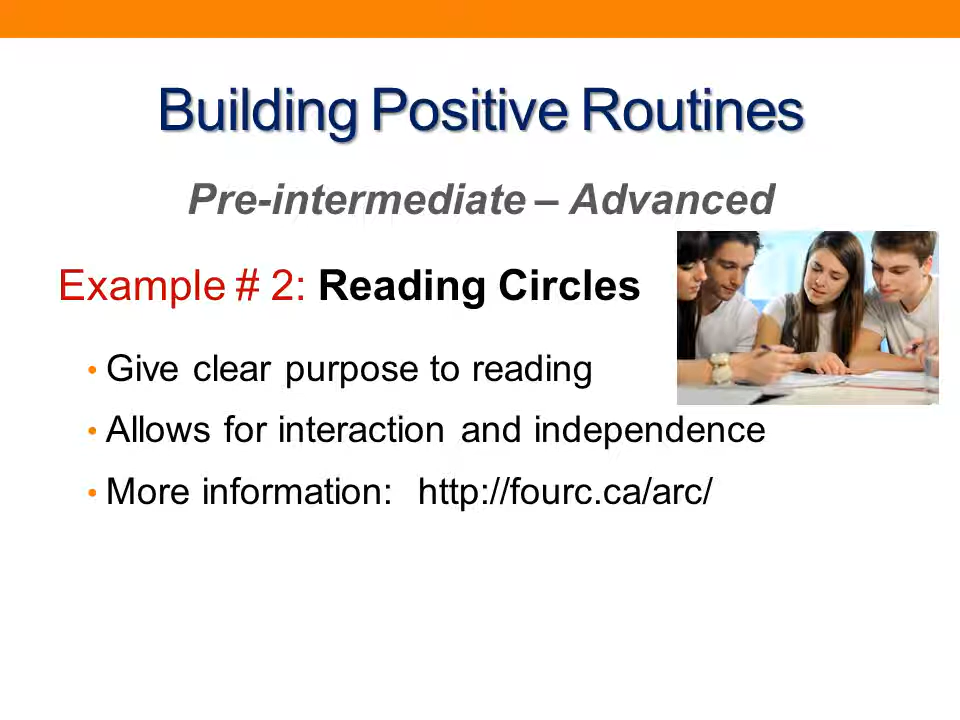 Building Positive Routines
Pre-intermediate – Advanced
Example # 2: Reading Circles
• Give clear purpose to reading
• Allows for interaction and independence
• More information:  http://fourc.ca/arc/